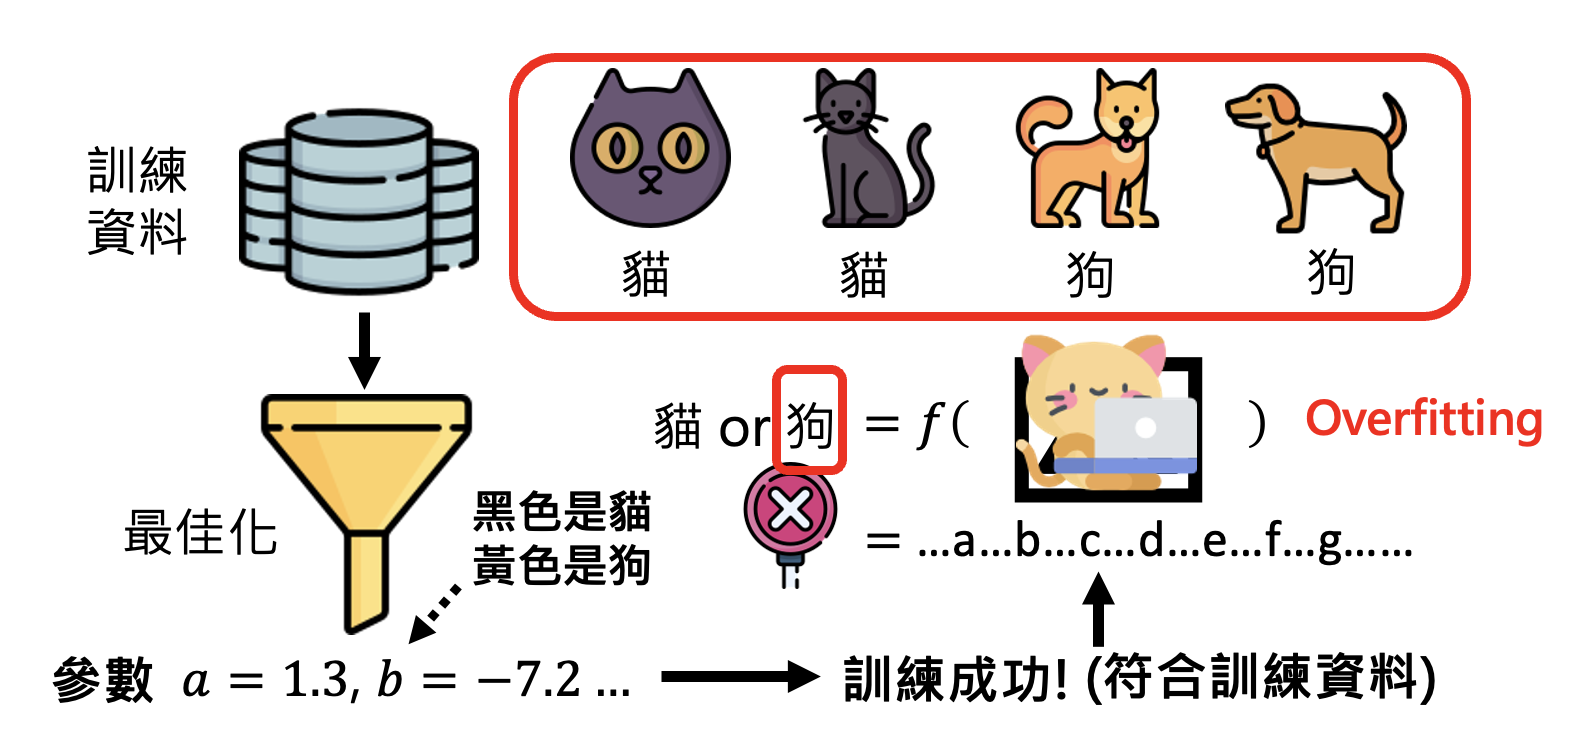 訓練
資料
貓
貓
狗
狗
貓 or 狗 = f( ) Overfitting
最佳化
黑色是貓
黃色是狗
= ...a...b...c...d...e...f...g......
參數 a = 1.3, b = −7.2 ...
訓練成功! (符合訓練資料)